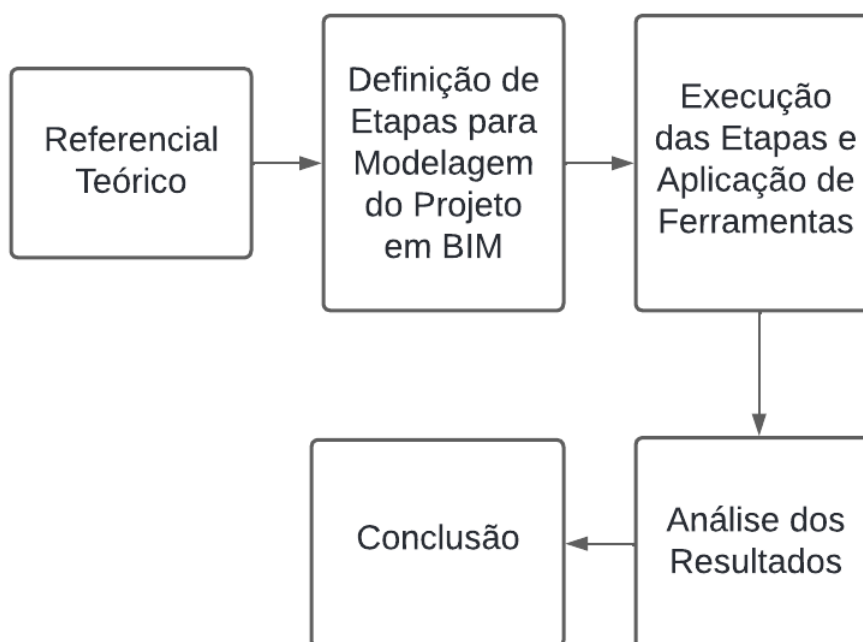 Referencial
Teórico
Definição de
Etapas para
Modelagem
do Projeto
em BIM
Execução
das Etapas e
Aplicação de
Ferramentas
Análise dos
Resultados
Conclusão